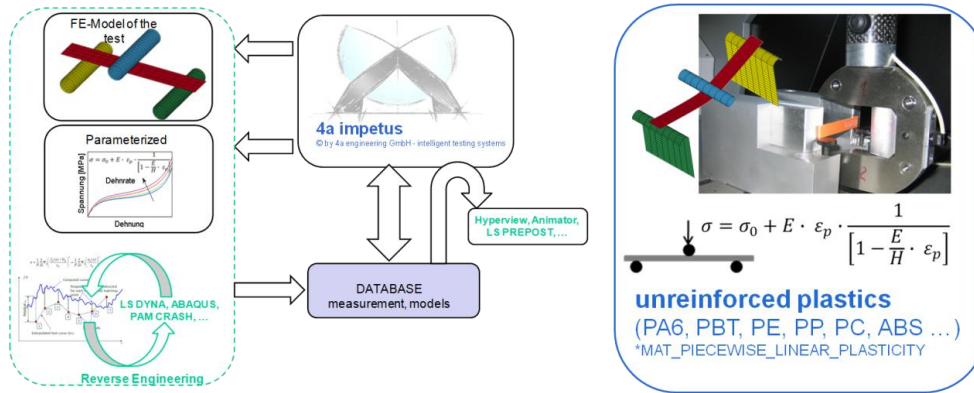 FE-Model of the
test
Parameterized
σ = σ₀ + E · εₚ · 1 / [1 − E/H · εₚ]
Spannung [MPa]
Dehnrate
Dehnung
LS DYNA, ABAQUS,
PAM CRASH, ...
Reverse Engineering
4a impetus
© by 4a engineering GmbH - intelligent testing systems
Hyperview, Animator,
LS PREPOST, ...
DATABASE
measurement, models
2
σ = σ₀ + E · εₚ · 1 / [1 − E/H · εₚ]
unreinforced plastics
(PA6, PBT, PE, PP, PC, ABS ...)
*MAT_PIECEWISE_LINEAR_PLASTICITY